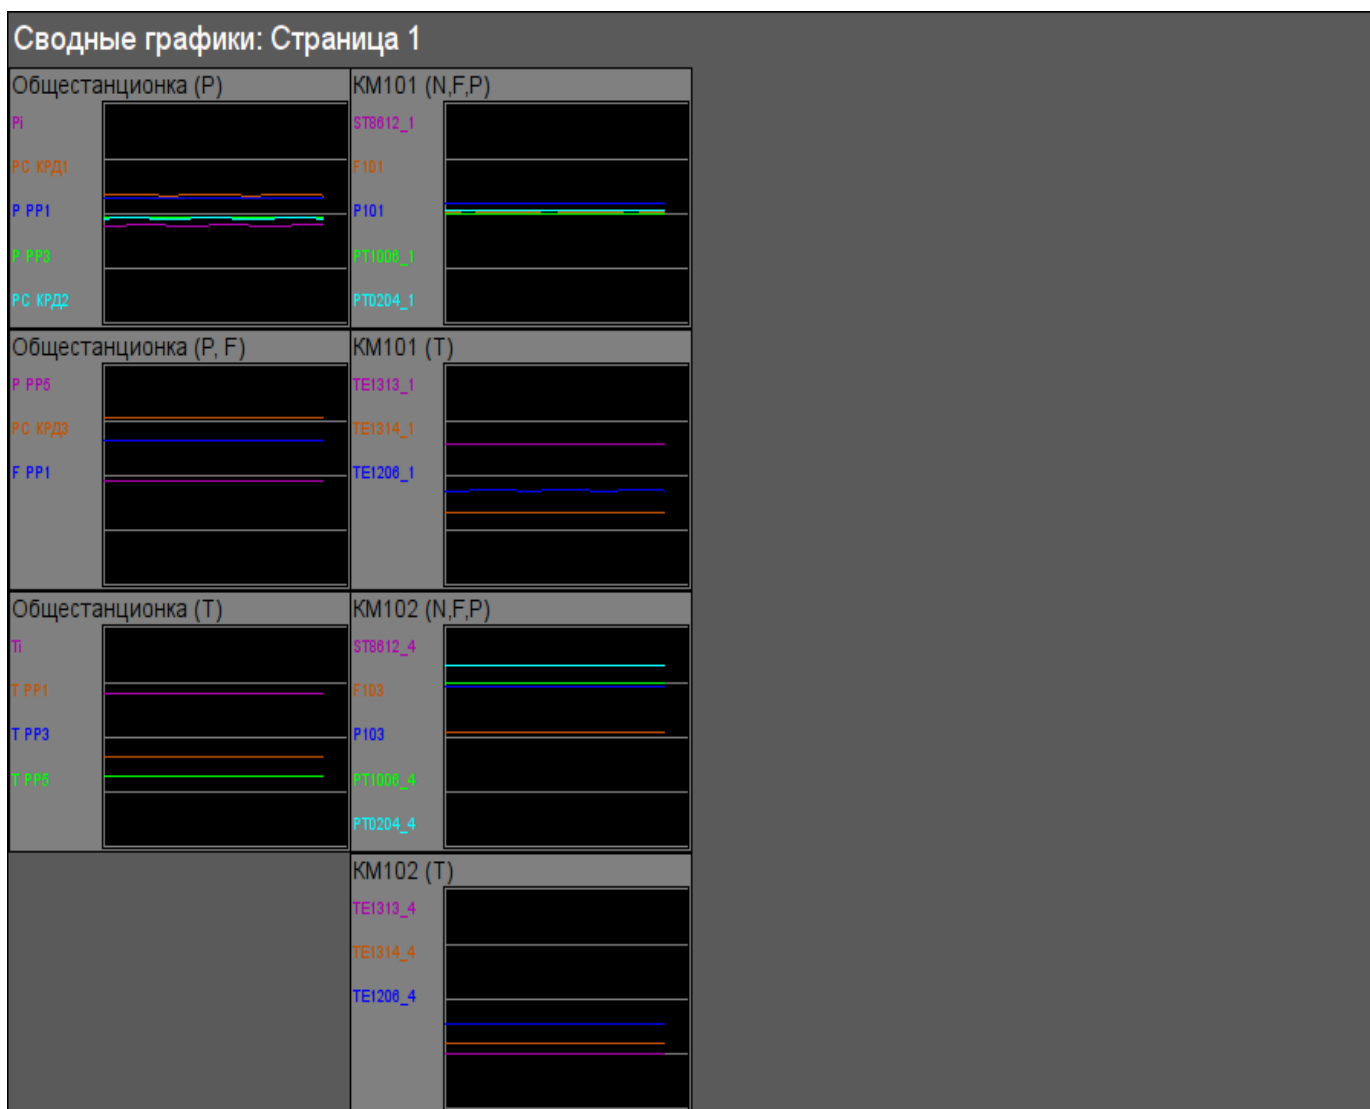 Сводные графики: Страница 1
Общестанционка (P)
Pi
PC КРД1
P PP1
P PP3
PC КРД2
КМ101 (N,F,P)
ST8612_1
F101
P101
PT1006_1
PT0204_1
Общестанционка (P, F)
P PP5
PC КРД3
F PP1
КМ101 (T)
TE1313_1
TE1314_1
TE1206_1
Общестанционка (T)
Ti
T PP1
T PP3
T PP5
КМ102 (N,F,P)
ST8612_4
F103
P103
PT1006_4
PT0204_4
КМ102 (T)
TE1313_4
TE1314_4
TE1206_4